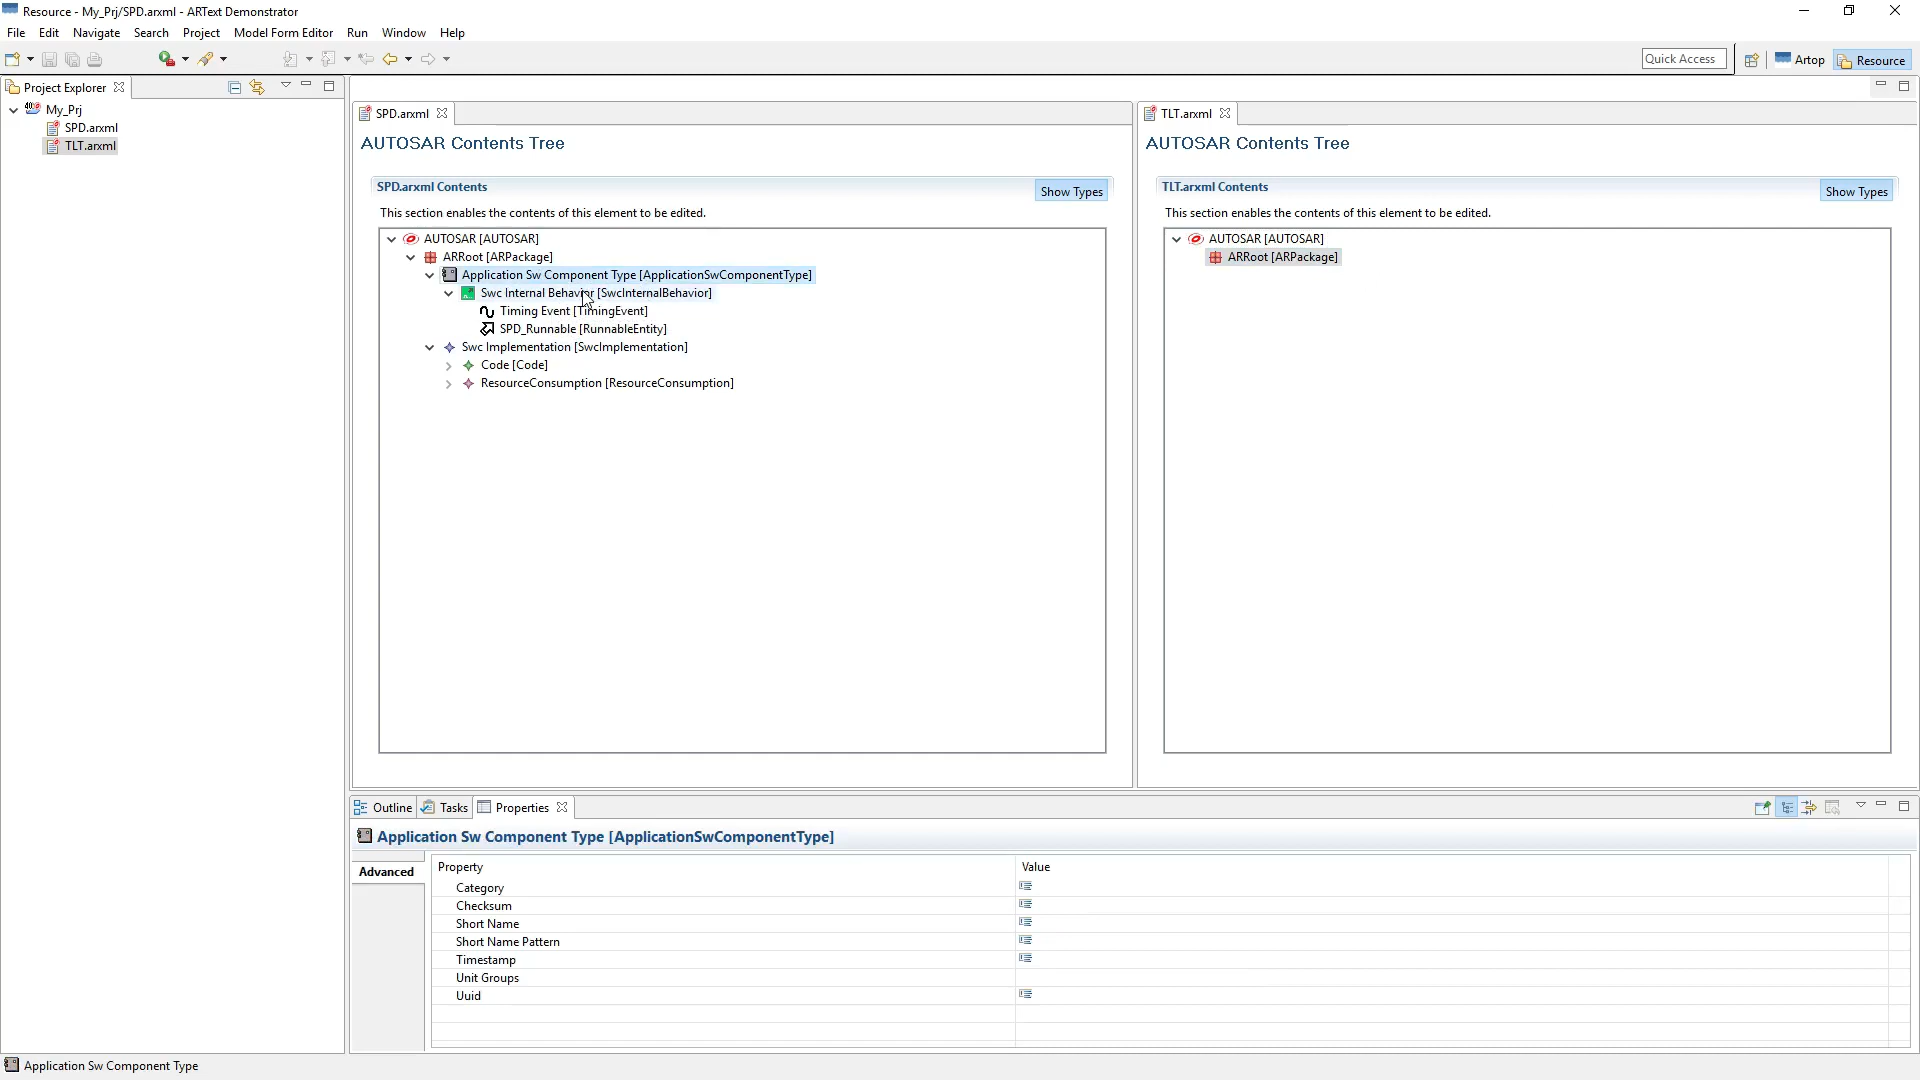 Resource - My_Prj/SPD.arxml - ARText Demonstrator
File Edit Navigate Search Project Model Form Editor Run Window Help
Quick Access
Artop
Resource
Project Explorer
My_Prj
SPD.arxml
TLT.arxml
SPD.arxml
AUTOSAR Contents Tree
SPD.arxml Contents
Show Types
This section enables the contents of this element to be edited.
AUTOSAR [AUTOSAR]
ARRoot [ARPackage]
Application Sw Component Type [ApplicationSwComponentType]
Swc Internal Behavior [SwcInternalBehavior]
Timing Event [TimingEvent]
SPD_Runnable [RunnableEntity]
Swc Implementation [SwcImplementation]
Code [Code]
ResourceConsumption [ResourceConsumption]
TLT.arxml
AUTOSAR Contents Tree
TLT.arxml Contents
Show Types
This section enables the contents of this element to be edited.
AUTOSAR [AUTOSAR]
ARRoot [ARPackage]
Outline Tasks Properties
Application Sw Component Type [ApplicationSwComponentType]
Advanced
Property Value
Category
Checksum
Short Name
Short Name Pattern
Timestamp
Unit Groups
Uuid
Application Sw Component Type